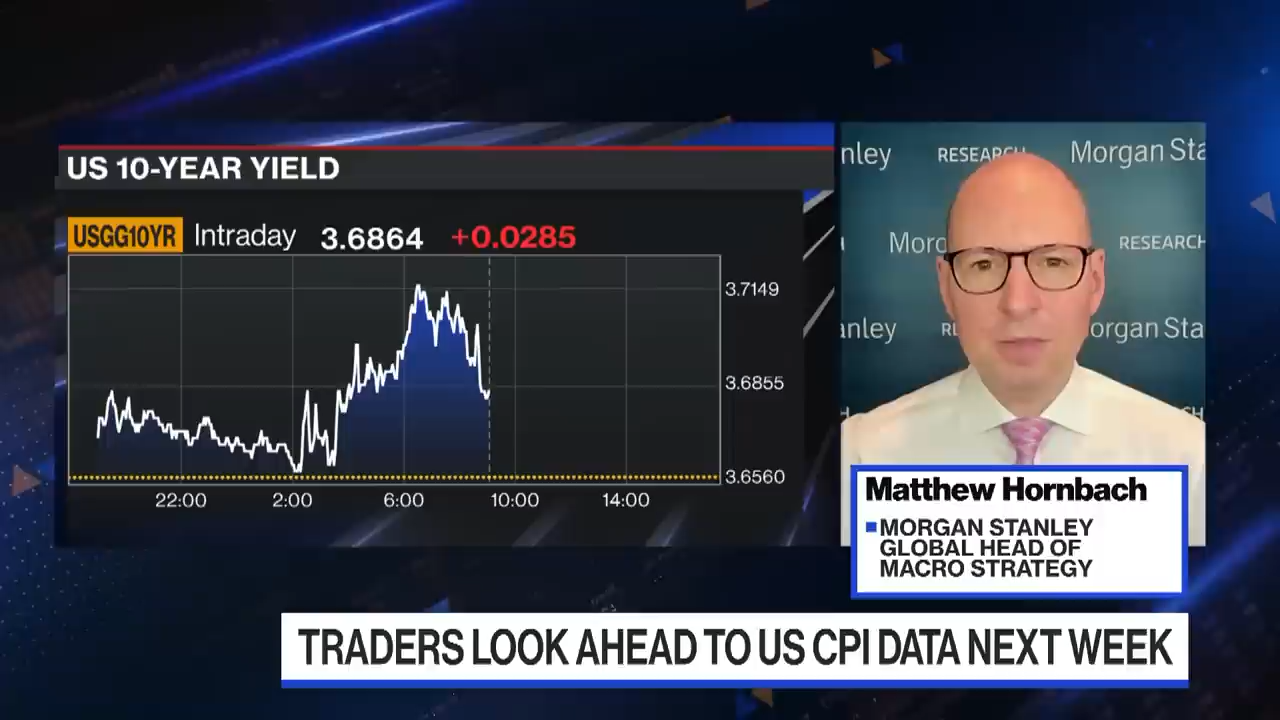 US 10-YEAR YIELD
USGG10YR Intraday 3.6864 +0.0285
3.7149
3.6855
3.6560
22:00 2:00 6:00 10:00 14:00
nley RESEARCH Morgan Sta
RESEARCH
anley organ Sta
Matthew Hornbach
MORGAN STANLEY
GLOBAL HEAD OF
MACRO STRATEGY
TRADERS LOOK AHEAD TO US CPI DATA NEXT WEEK